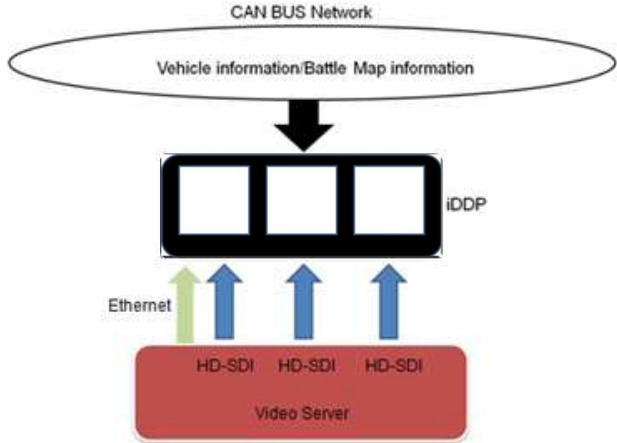 CAN BUS Network
Vehicle information/Battle Map information
iDDP
Ethernet
HD-SDI HD-SDI HD-SDI
Video Server